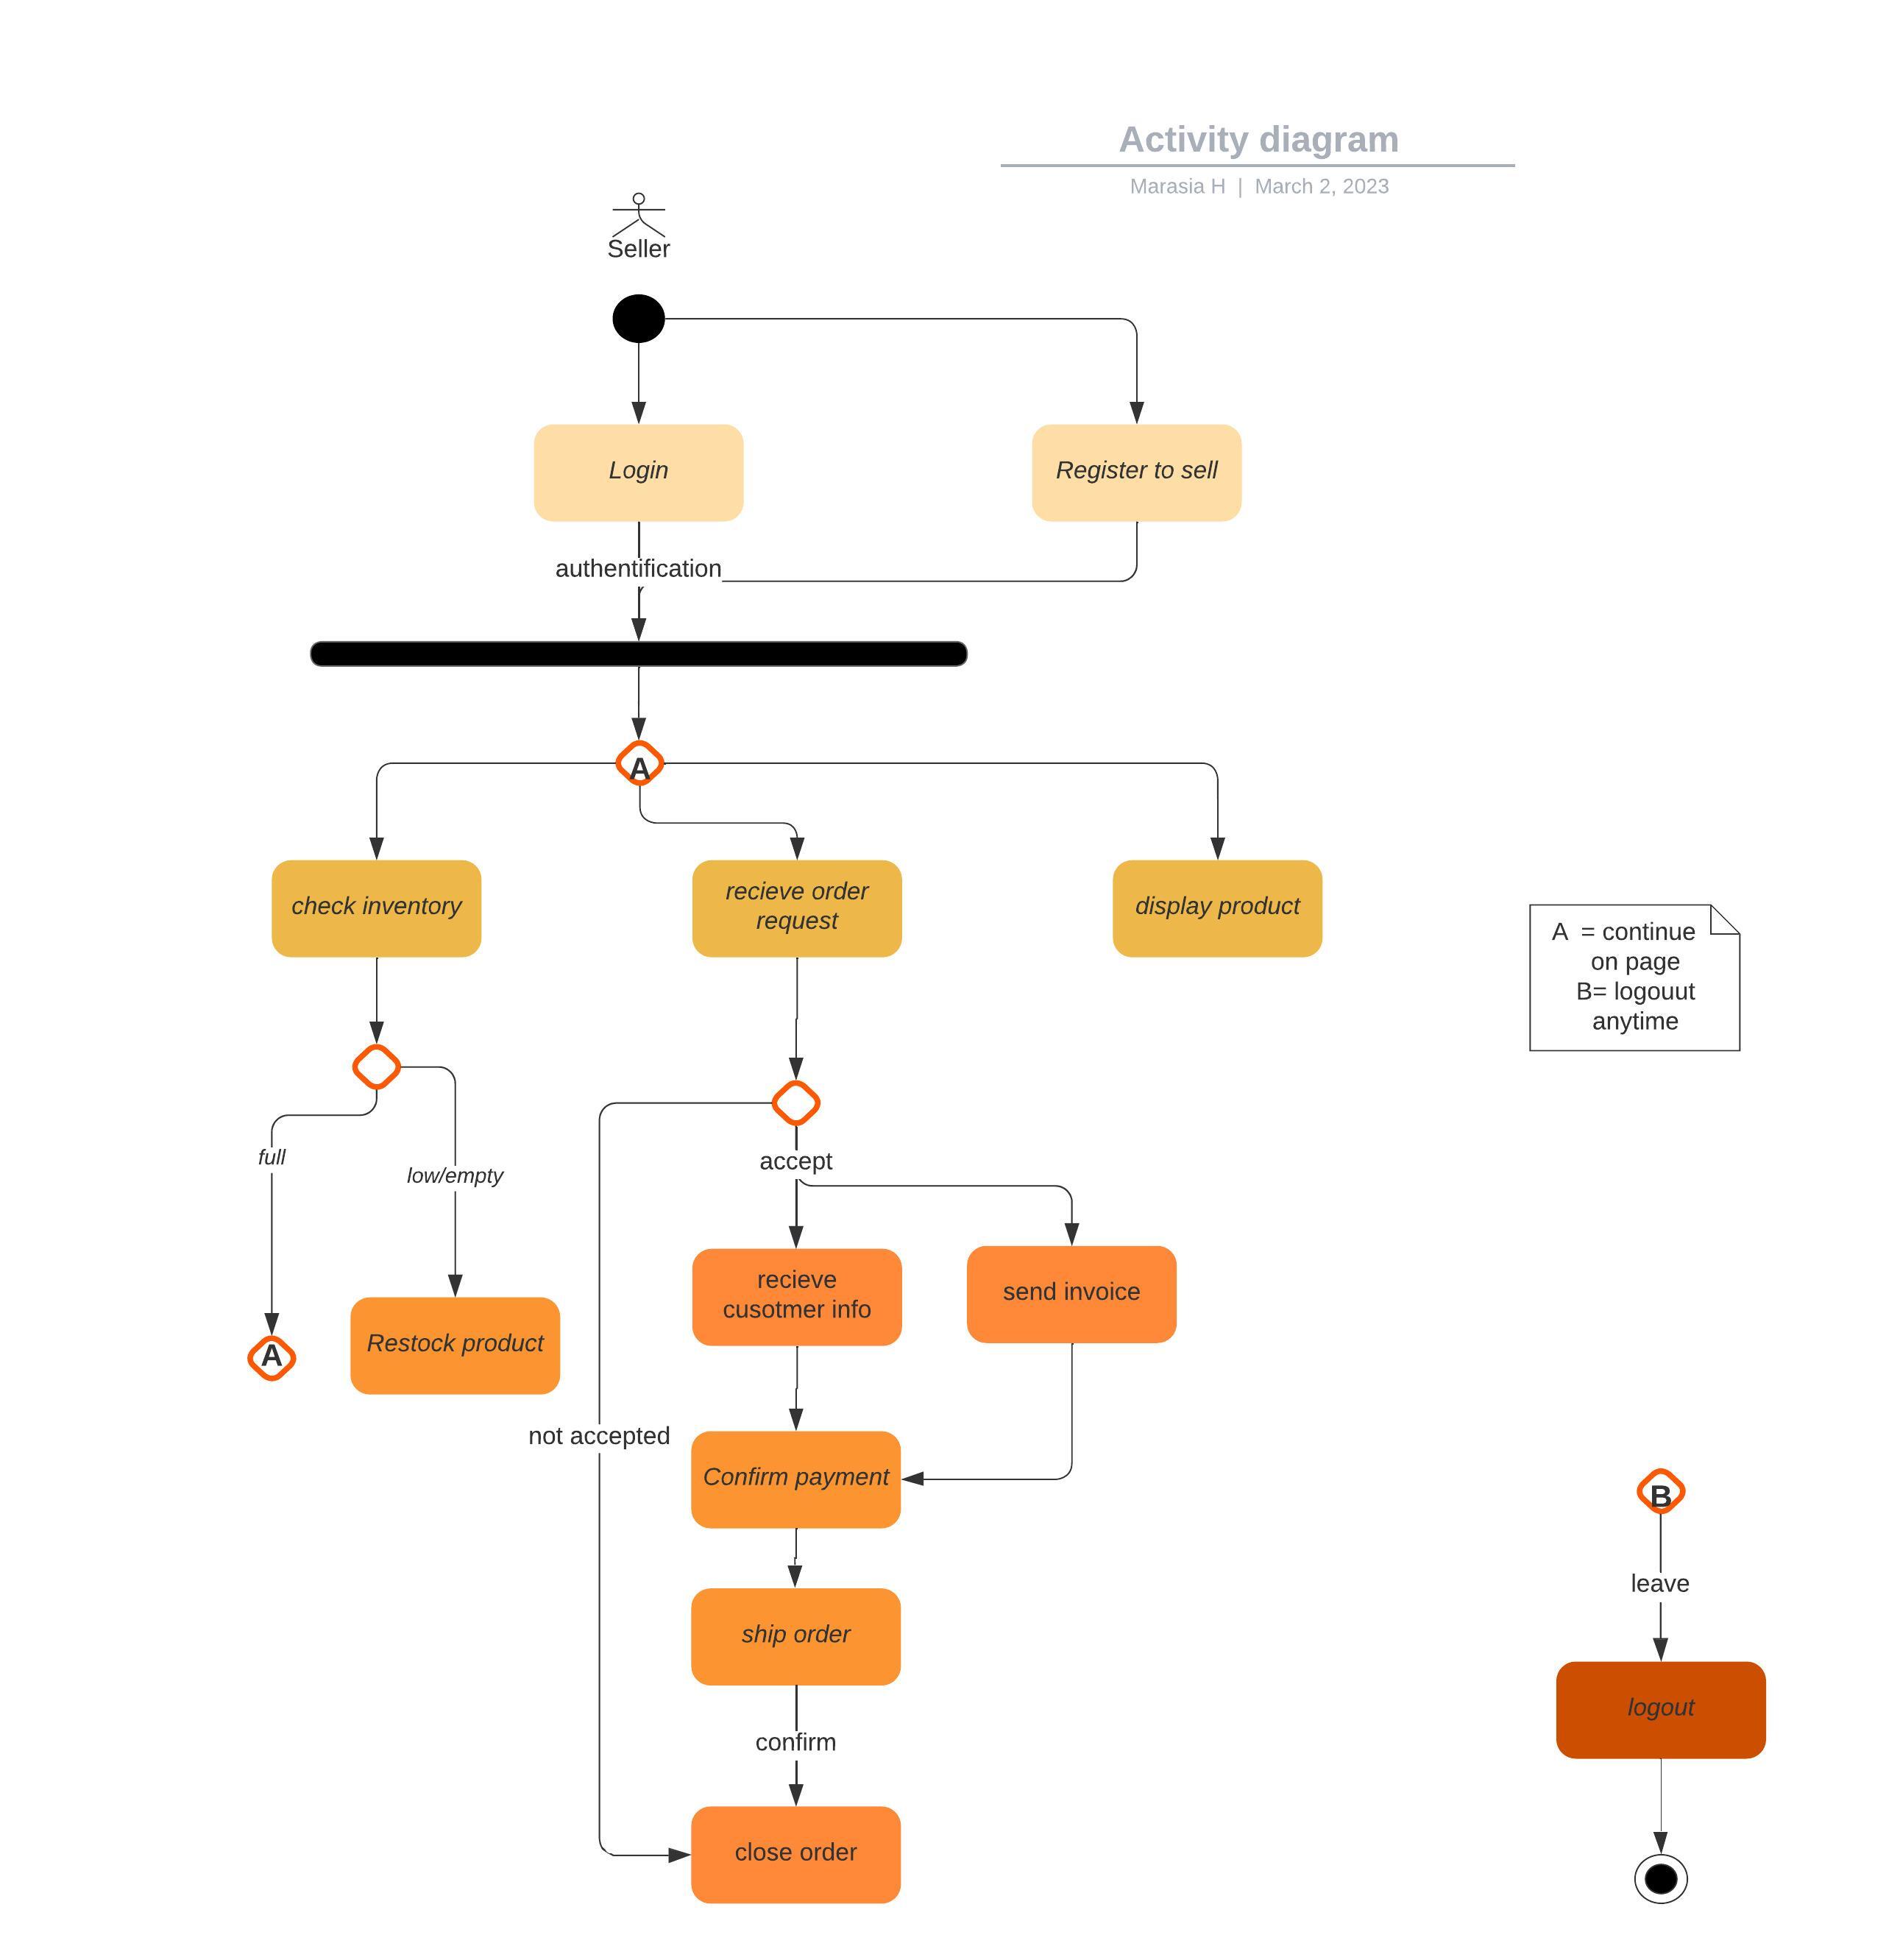 Activity diagram
Marasia H | March 2, 2023
Seller
Login
Register to sell
authentification
A
check inventory
recieve order
request
display product
A = continue
on page
B= logouut
anytime
full
low/empty
accept
recieve
cusotmer info
send invoice
A
Restock product
not accepted
Confirm payment
B
leave
ship order
logout
confirm
close order